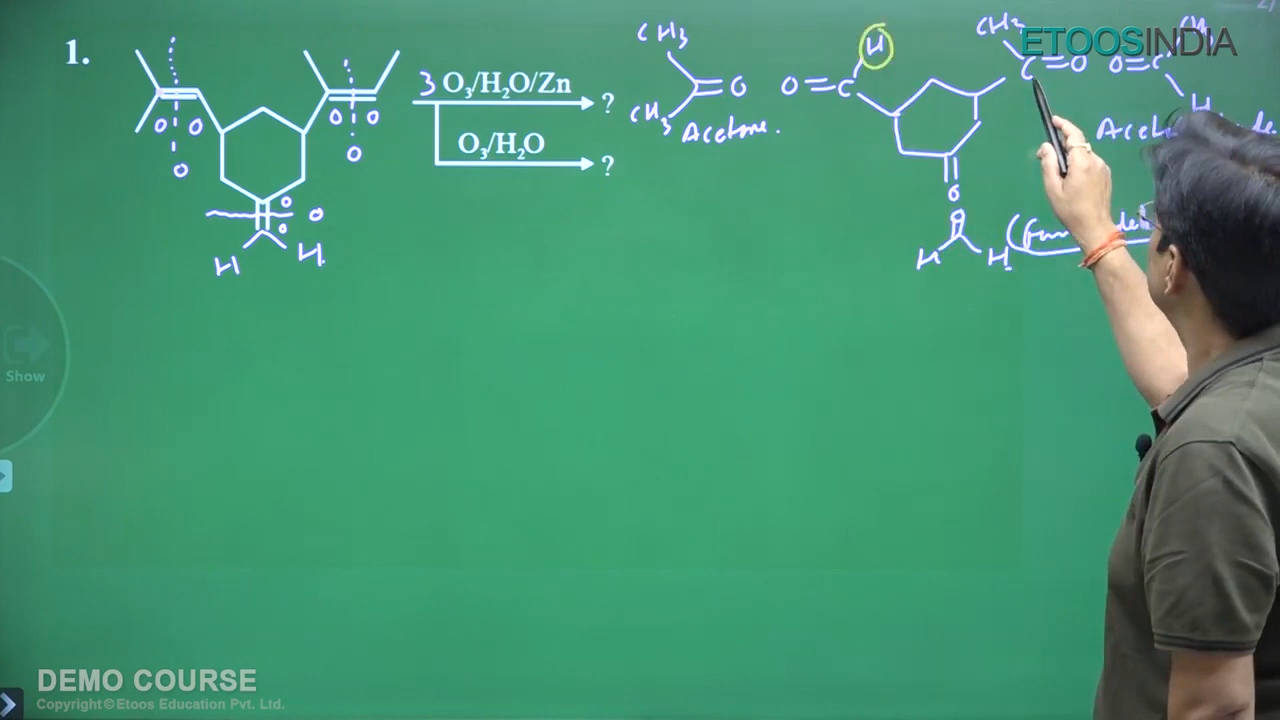 1.
3 O₃/H₂O/Zn
?
O₃/H₂O
?
O O
O
O O
O
O
O
O
H H
CH₃
CH₃
O
Acetone.
O=C
H
O
CH₃
C=O
O=C
H
O
H H
ETOOSINDIA
Show
DEMO COURSE
Copyright © Etoos Education Pvt. Ltd.